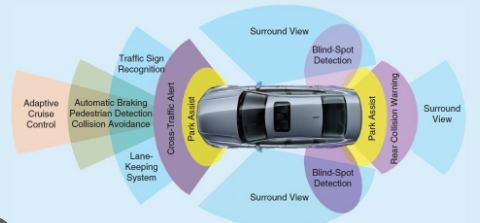 Adaptive
Cruise
Control
Automatic Braking
Pedestrian Detection
Collision Avoidance
Traffic Sign
Recognition
Lane-
Keeping
System
Cross-Traffic Alert
Park Assist
Surround View
Blind-Spot
Detection
Blind-Spot
Detection
Surround View
Park Assist
Rear Collision Warning
Surround
View